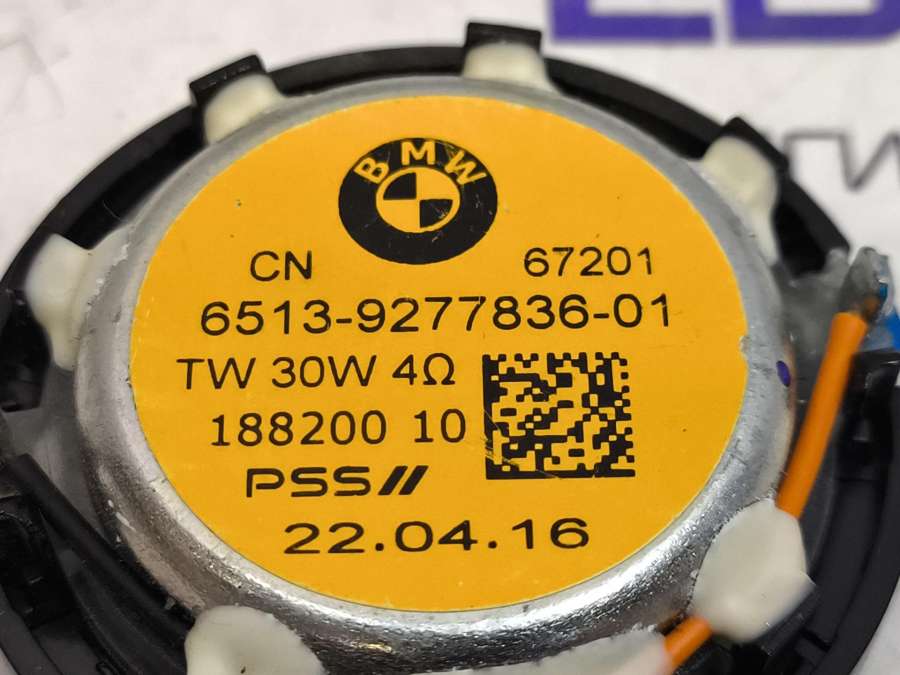 BMW
CN 67201
6513-9277836-01
TW 30W 4Ω
188200 10
PSS//
22.04.16